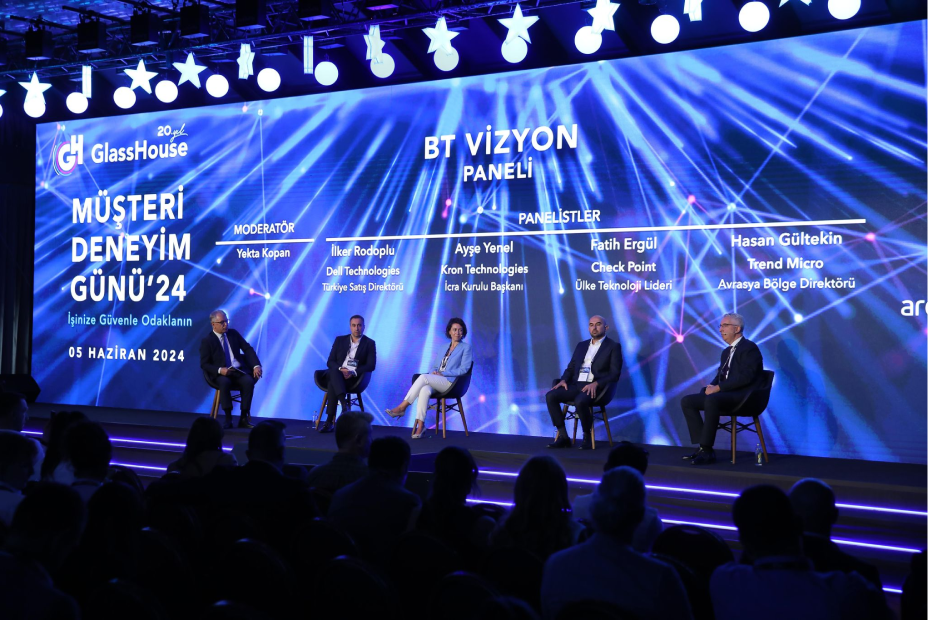 20.yıl
GH GlassHouse
MÜŞTERİ
DENEYİM
GÜNÜ'24
İşinize Güvenle Odaklanın
05 HAZİRAN 2024
BT VİZYON
PANELİ
MODERATÖR
Yekta Kopan
PANELİSTLER
İlker Rodoplu
Dell Technologies
Türkiye Satış Direktörü
Ayşe Yenel
Kron Technologies
İcra Kurulu Başkanı
Fatih Ergül
Check Point
Ülke Teknoloji Lideri
Hasan Gültekin
Trend Micro
Avrasya Bölge Direktörü